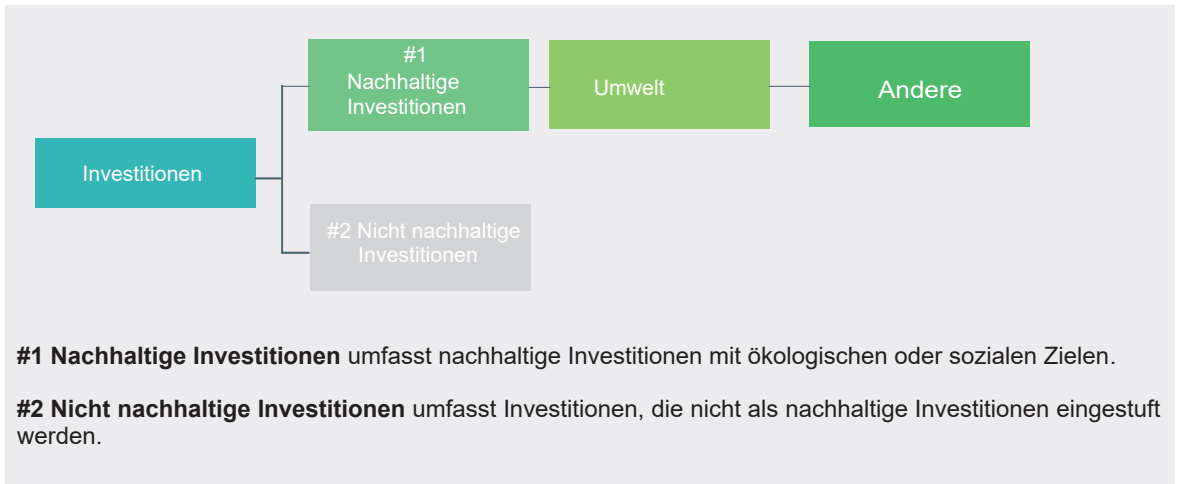 #1
Nachhaltige
Investitionen
Umwelt
Andere
Investitionen
#2 Nicht nachhaltige
Investitionen
#1 Nachhaltige Investitionen umfasst nachhaltige Investitionen mit ökologischen oder sozialen Zielen.
#2 Nicht nachhaltige Investitionen umfasst Investitionen, die nicht als nachhaltige Investitionen eingestuft
werden.